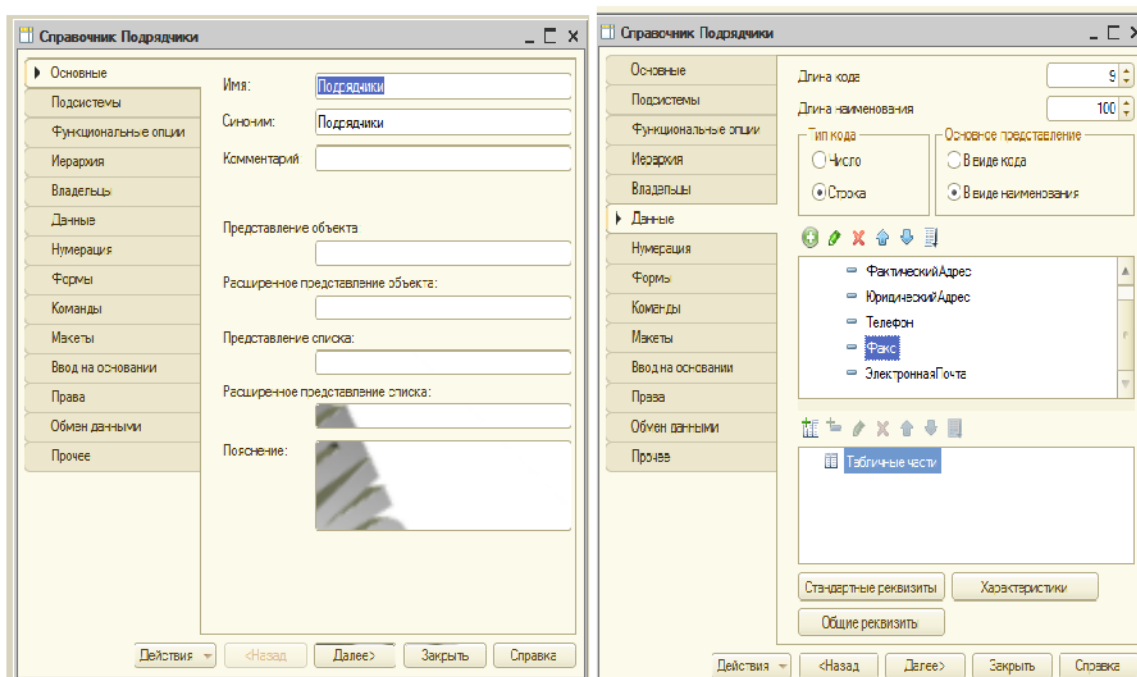 Справочник Подрядчики
Основные
Подсистемы
Функциональные опции
Иерархия
Владельцы
Данные
Нумерация
Формы
Команды
Макеты
Ввод на основании
Права
Обмен данными
Прочее
Имя:
Подрядчики
Синоним:
Подрядчики
Комментарий
Представление объекта
Расширенное представление объекта:
Представление списка:
Расширенное представление списка:
Пояснение:
Действия
<Назад
Далее>
Закрыть
Справка
Справочник Подрядчики
Основные
Подсистемы
Функциональные опции
Иерархия
Владельцы
Данные
Нумерация
Формы
Команды
Макеты
Ввод на основании
Права
Обмен данными
Прочее
Длина кода
9
Длина наименования
100
Тип кода
Число
Строка
Основное представление
В виде кода
В виде наименования
ФактическийАдрес
ЮридическийАдрес
Телефон
Факс
ЭлектроннаяПочта
Табличные части
Стандартные реквизиты
Характеристики
Общие реквизиты
Действия
<Назад
Далее>
Закрыть
Справка